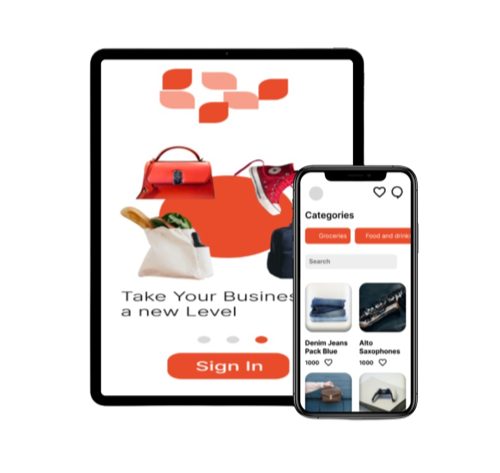 Take Your Busines
a new Level
Sign In
Categories
Groceries
Food and drink
Search
Denim Jeans
Pack Blue
1000
Alto
Saxophones
1000